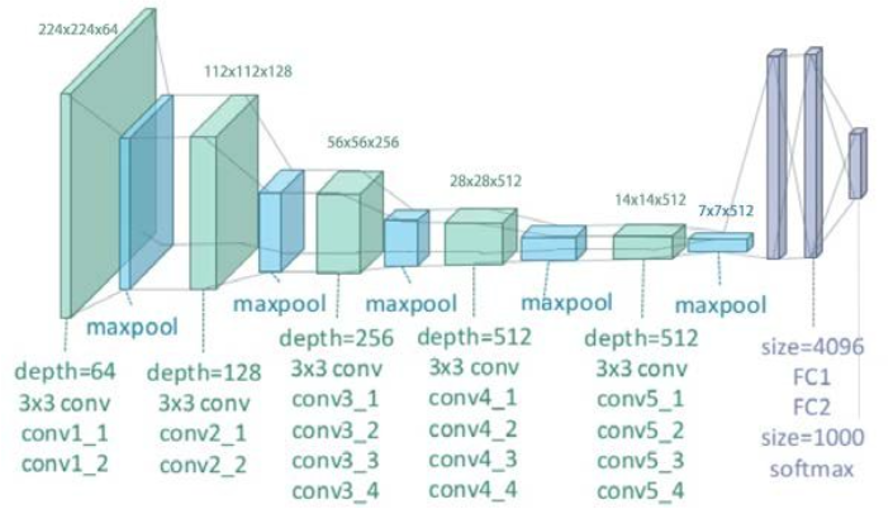 224x224x64
112x112x128
56x56x256
28x28x512
14x14x512
7x7x512
maxpool
maxpool
maxpool
maxpool
maxpool
depth=64
3x3 conv
conv1_1
conv1_2
depth=128
3x3 conv
conv2_1
conv2_2
depth=256
3x3 conv
conv3_1
conv3_2
conv3_3
conv3_4
depth=512
3x3 conv
conv4_1
conv4_2
conv4_3
conv4_4
depth=512
3x3 conv
conv5_1
conv5_2
conv5_3
conv5_4
size=4096
FC1
FC2
size=1000
softmax